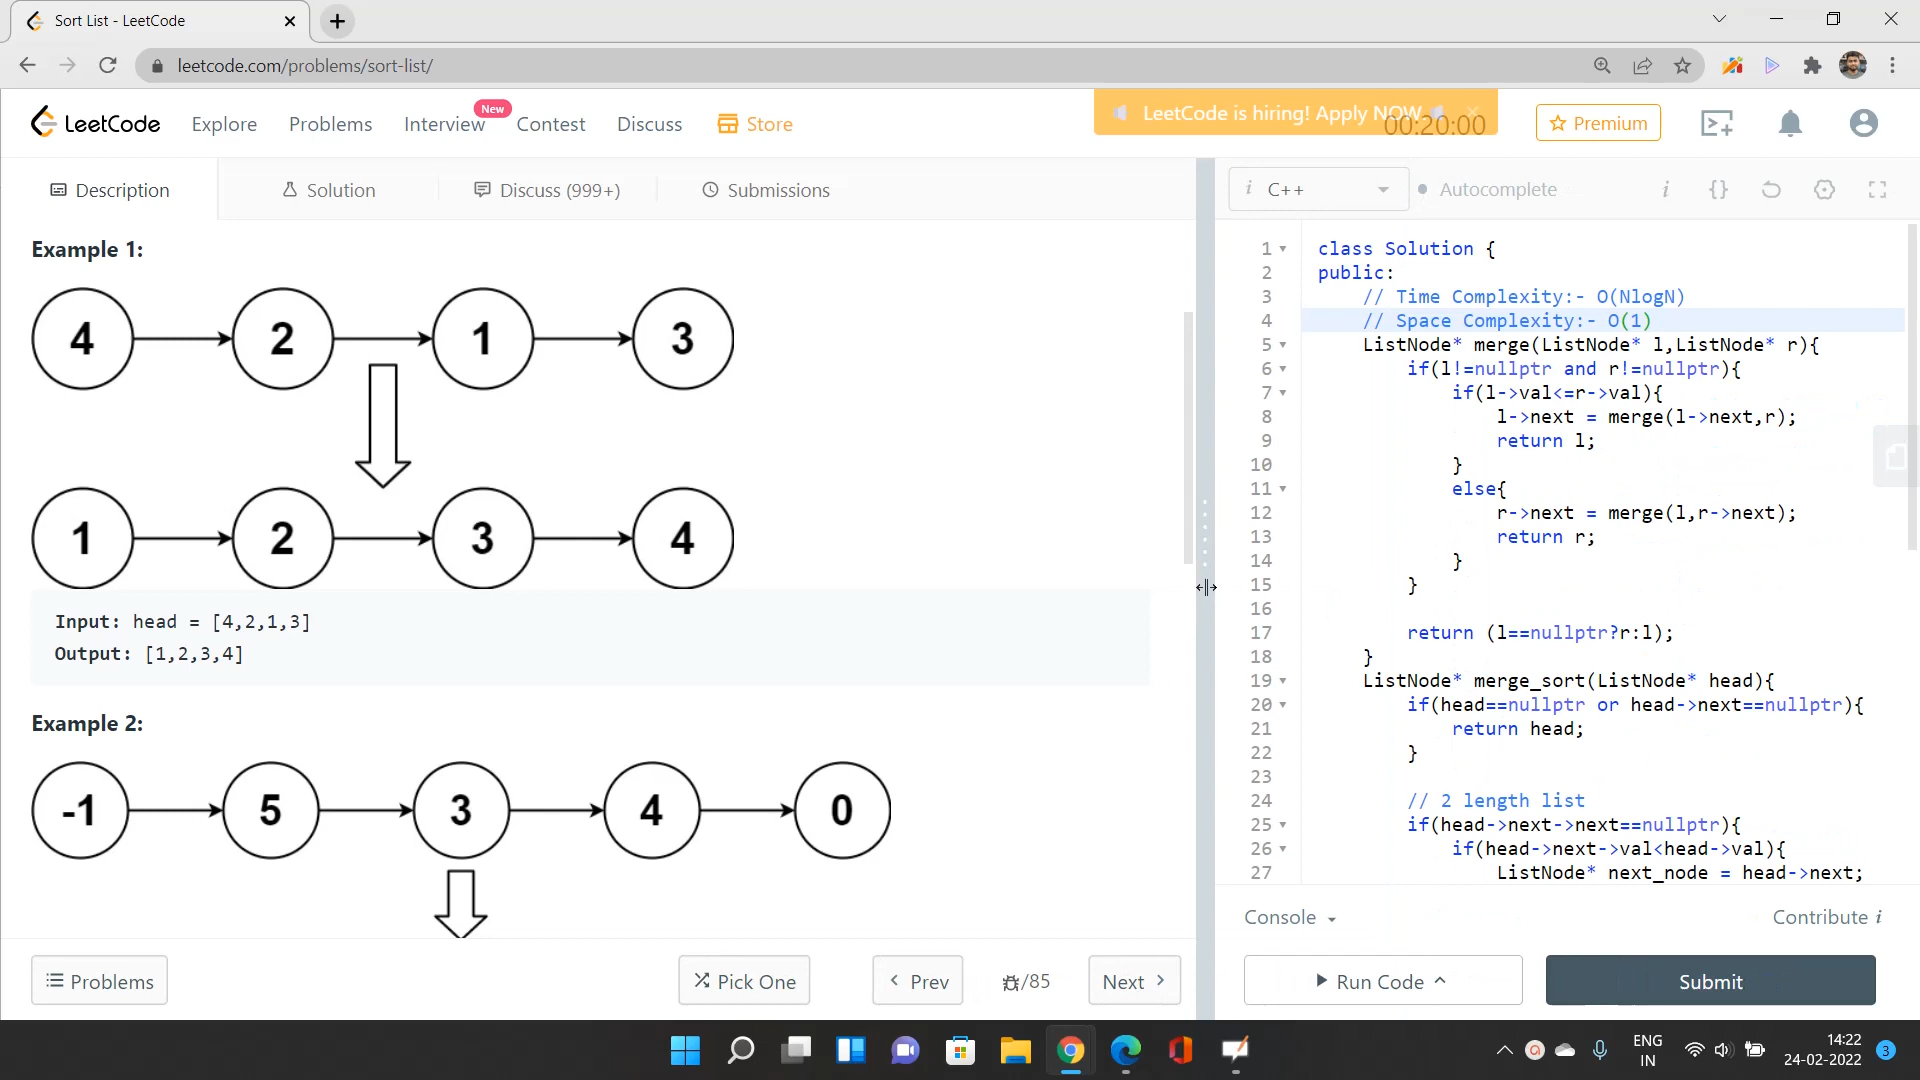 Sort List - LeetCode
leetcode.com/problems/sort-list/
LeetCode
Explore
Problems
Interview
New
Contest
Discuss
Store
LeetCode is hiring! Apply NOW
00:20:00
Premium
Description
Solution
Discuss (999+)
Submissions
i C++
Autocomplete
i {}
Example 1:
4 2 1 3
1 2 3 4
Input: head = [4,2,1,3]
Output: [1,2,3,4]
Example 2:
-1 5 3 4 0
1 class Solution {
2 public:
3 // Time Complexity:- O(NlogN)
4 // Space Complexity:- O(1)
5 ListNode* merge(ListNode* l,ListNode* r){
6 if(l!=nullptr and r!=nullptr){
7 if(l->val<=r->val){
8 l->next = merge(l->next,r);
9 return l;
10 }
11 else{
12 r->next = merge(l,r->next);
13 return r;
14 }
15 }
16
17 return (l==nullptr?r:l);
18 }
19 ListNode* merge_sort(ListNode* head){
20 if(head==nullptr or head->next==nullptr){
21 return head;
22 }
23
24 // 2 length list
25 if(head->next->next==nullptr){
26 if(head->next->val<head->val){
27 ListNode* next_node = head->next;
Console
Contribute i
Problems
Pick One
Prev
/85
Next
Run Code
Submit
ENG
IN
14:22
24-02-2022
3